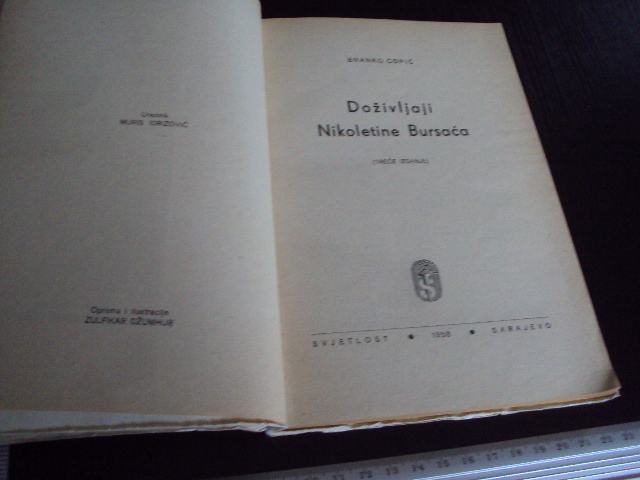 Urednik
MURIS IDRIZOVIĆ
Oprema i ilustracije
ZULFIKAR DŽUMHUR
BRANKO ĆOPIĆ
Doživljaji
Nikoletine Bursaća
(TREĆE IZDANJE)
SVJETLOST • 1958 • SARAJEVO